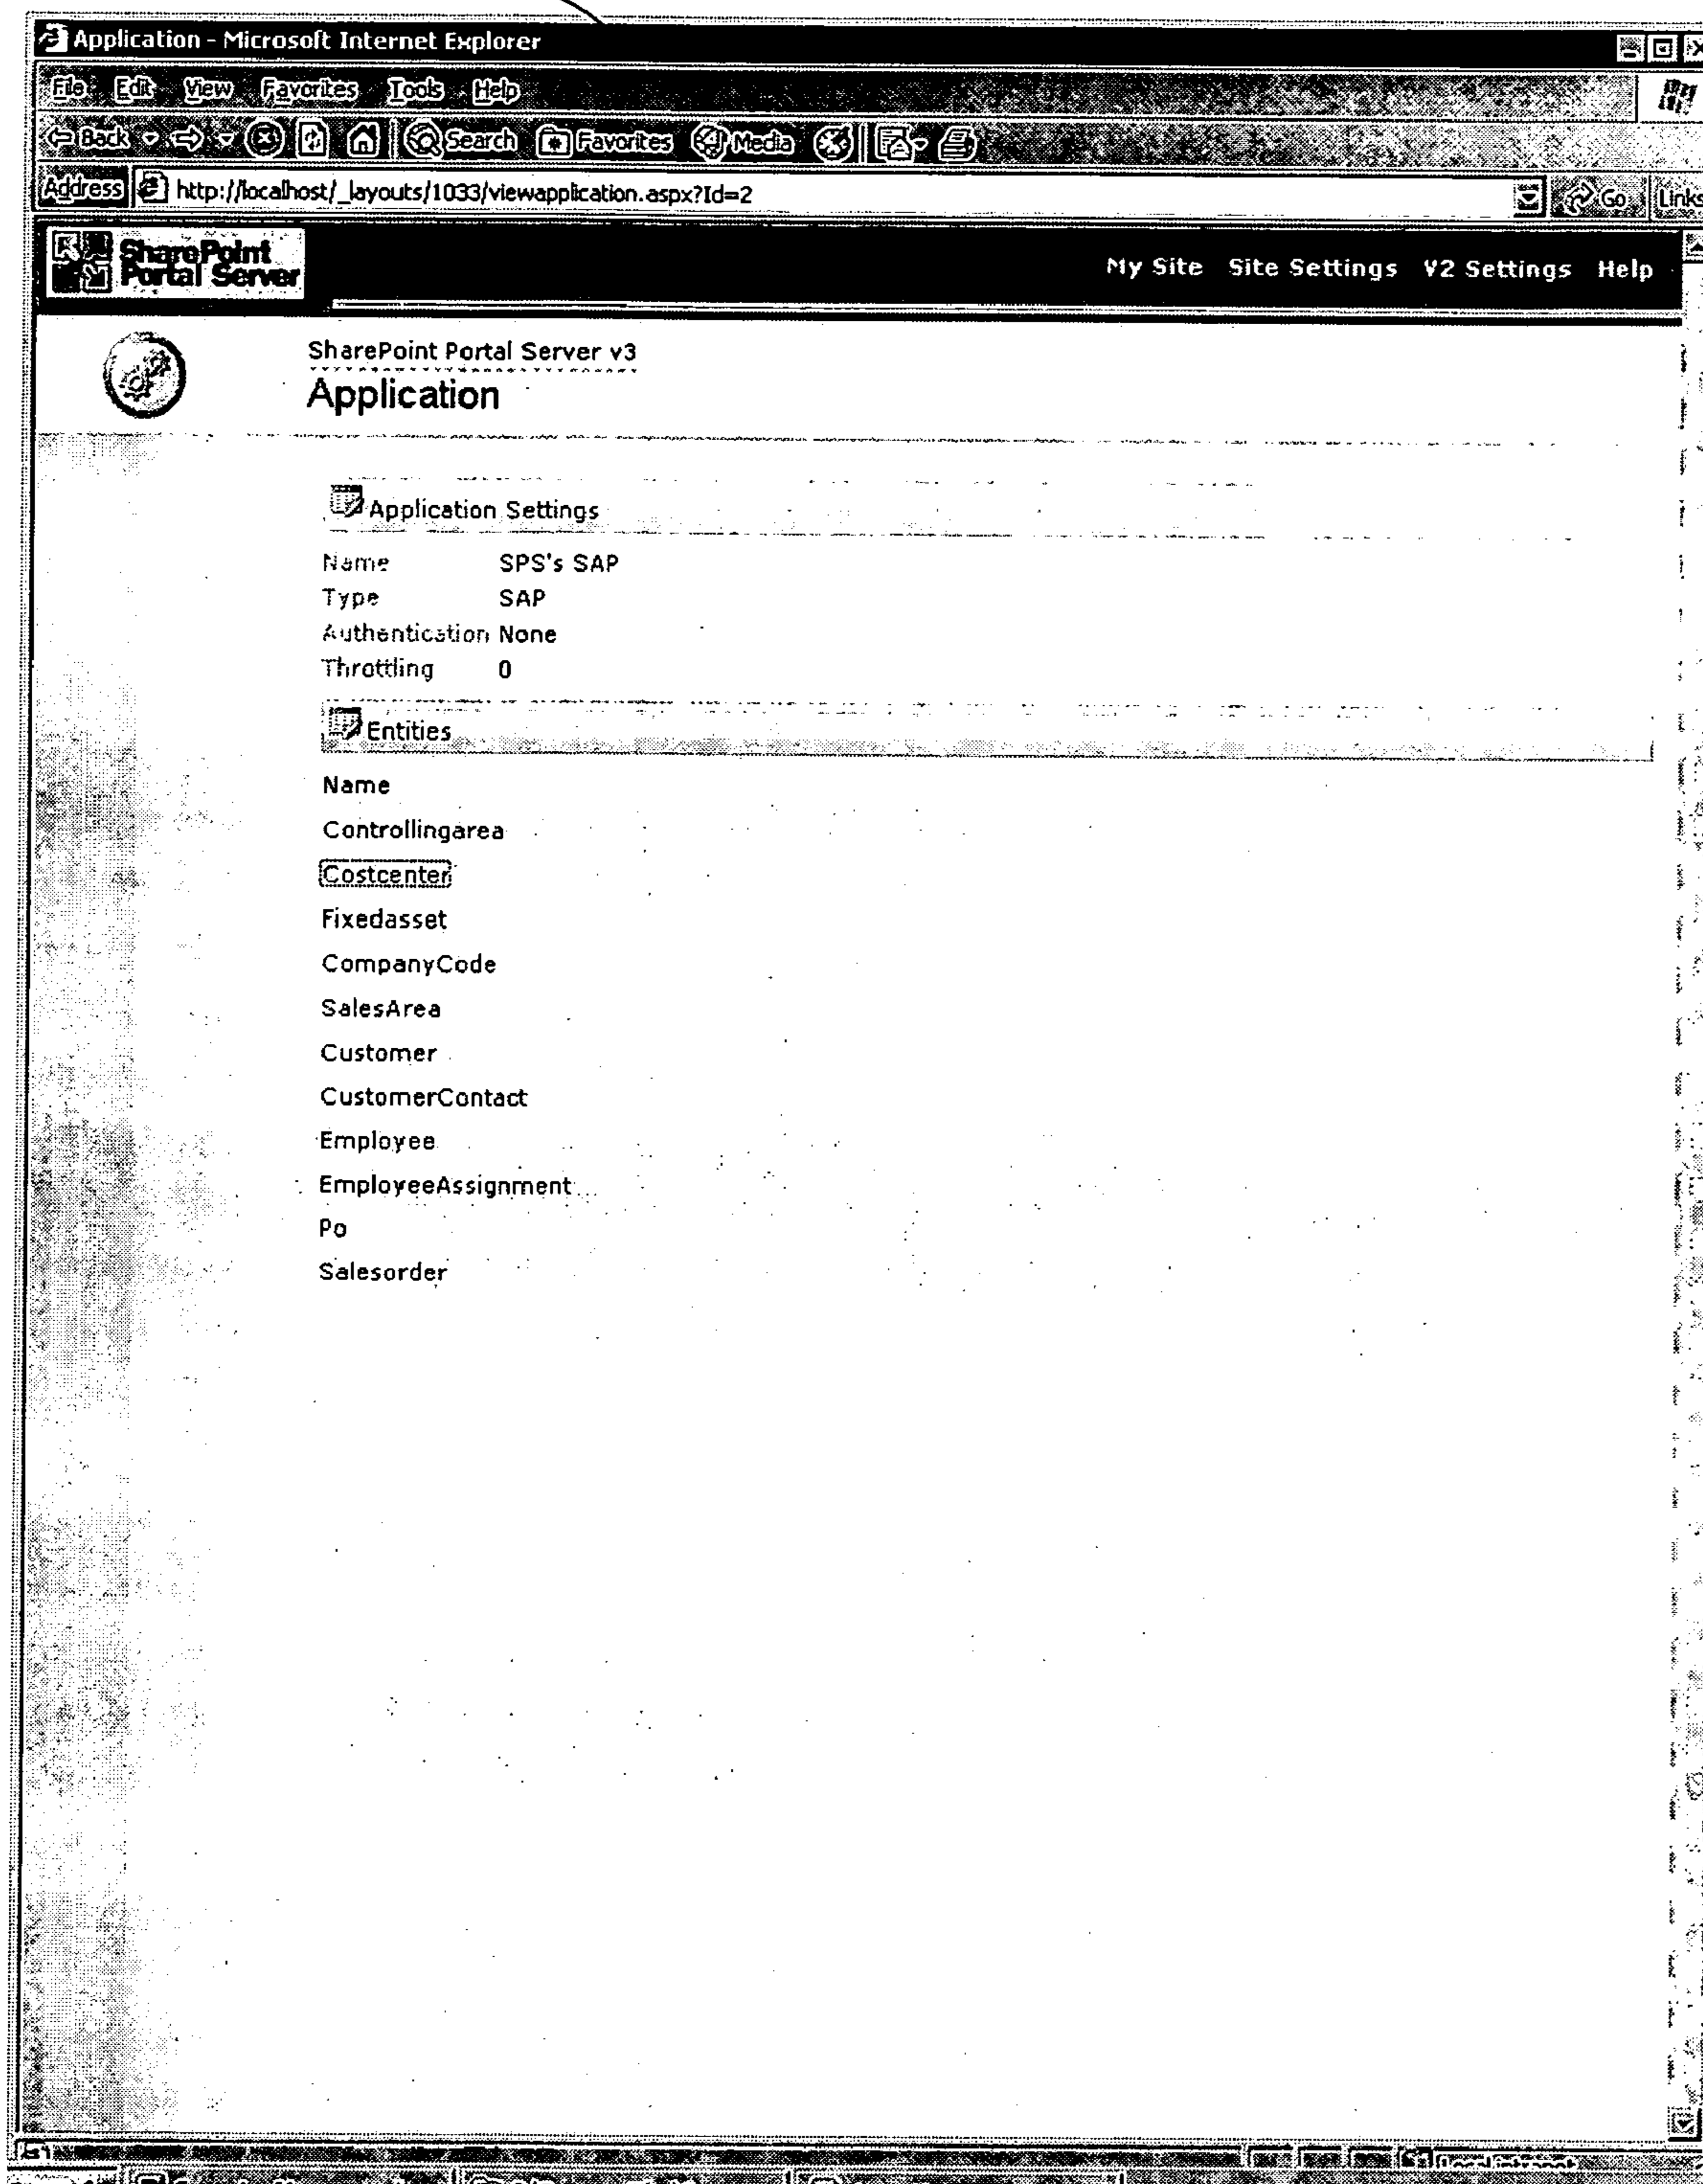 Application - Microsoft Internet Explorer
File Edit View Favorites Tools Help
Back Search Favorites Media
Address http://localhost/_layouts/1033/viewapplication.aspx?Id=2 Go Links
SharePoint
Portal Server
My Site Site Settings V2 Settings Help
SharePoint Portal Server v3
Application
Application Settings
Name SPS's SAP
Type SAP
Authentication None
Throttling 0
Entities
Name
Controllingarea
Costcenter
Fixedasset
CompanyCode
SalesArea
Customer
CustomerContact
Employee
EmployeeAssignment
Po
Salesorder
Local intranet